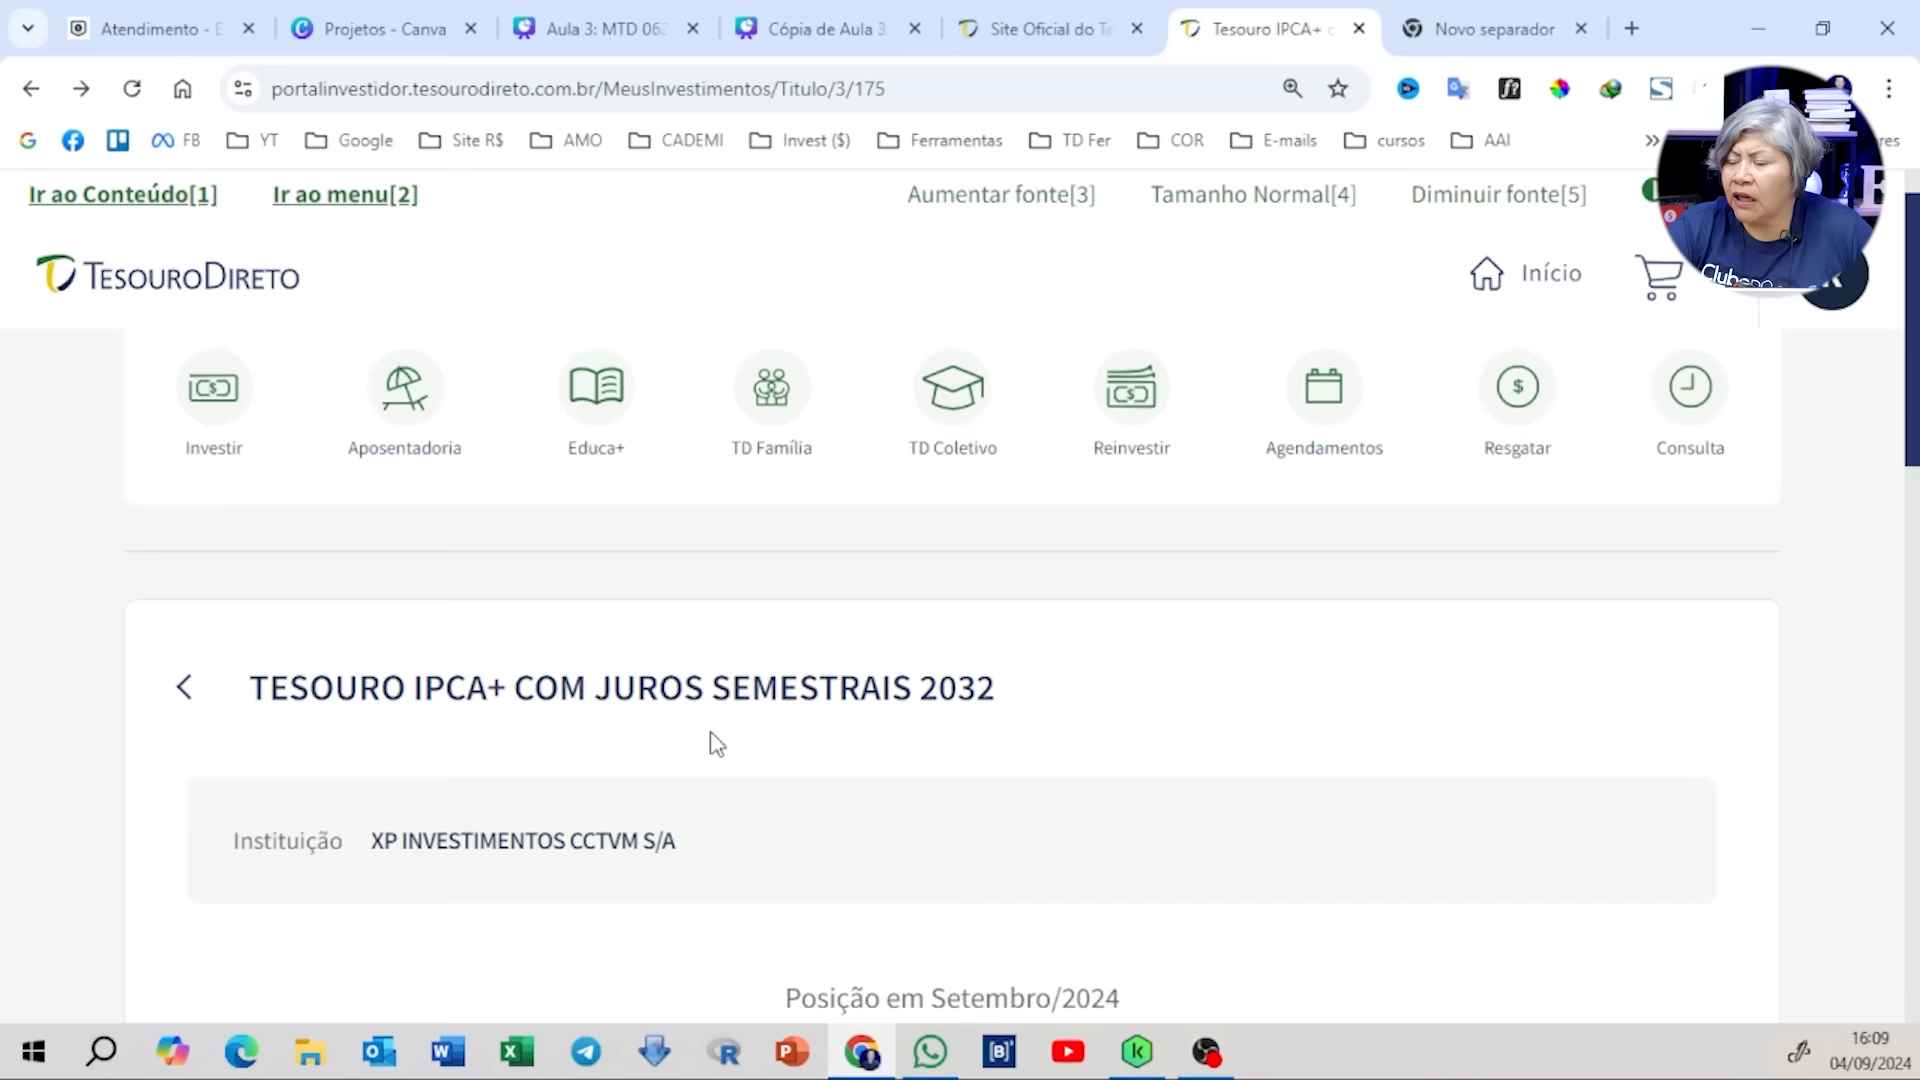 Atendimento - E
Projetos - Canva
Aula 3: MTD 062
Cópia de Aula 3
Site Oficial do Te
Tesouro IPCA+ c
Novo separador
portalinvestidor.tesourodireto.com.br/MeusInvestimentos/Titulo/3/175
FB
YT
Google
Site R$
AMO
CADEMI
Invest ($)
Ferramentas
TD Fer
COR
E-mails
cursos
AAI
Ir ao Conteúdo[1]
Ir ao menu[2]
Aumentar fonte[3]
Tamanho Normal[4]
Diminuir fonte[5]
TESOURODIRETO
Início
Investir
Aposentadoria
Educa+
TD Família
TD Coletivo
Reinvestir
Agendamentos
Resgatar
Consulta
TESOURO IPCA+ COM JUROS SEMESTRAIS 2032
Instituição XP INVESTIMENTOS CCTVM S/A
Posição em Setembro/2024
16:09
04/09/2024